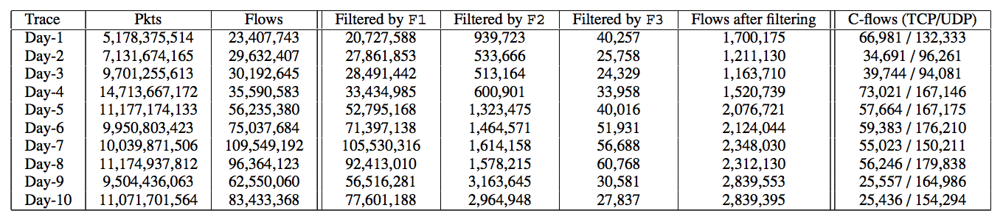 Trace Pkts Flows Filtered by F1 Filtered by F2 Filtered by F3 Flows after filtering C-flows (TCP/UDP)
Day-1 5,178,375,514 23,407,743 20,727,588 939,723 40,257 1,700,175 66,981 / 132,333
Day-2 7,131,674,165 29,632,407 27,861,853 533,666 25,758 1,211,130 34,691 / 96,261
Day-3 9,701,255,613 30,192,645 28,491,442 513,164 24,329 1,163,710 39,744 / 94,081
Day-4 14,713,667,172 35,590,583 33,434,985 600,901 33,958 1,520,739 73,021 / 167,146
Day-5 11,177,174,133 56,235,380 52,795,168 1,323,475 40,016 2,076,721 57,664 / 167,175
Day-6 9,950,803,423 75,037,684 71,397,138 1,464,571 51,931 2,124,044 59,383 / 176,210
Day-7 10,039,871,506 109,549,192 105,530,316 1,614,158 56,688 2,348,030 55,023 / 150,211
Day-8 11,174,937,812 96,364,123 92,413,010 1,578,215 60,768 2,312,130 56,246 / 179,838
Day-9 9,504,436,063 62,550,060 56,516,281 3,163,645 30,581 2,839,553 25,557 / 164,986
Day-10 11,071,701,564 83,433,368 77,601,188 2,964,948 27,837 2,839,395 25,436 / 154,294